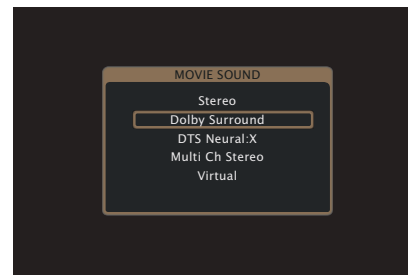 MOVIE SOUND
Stereo
Dolby Surround
DTS Neural:X
Multi Ch Stereo
Virtual